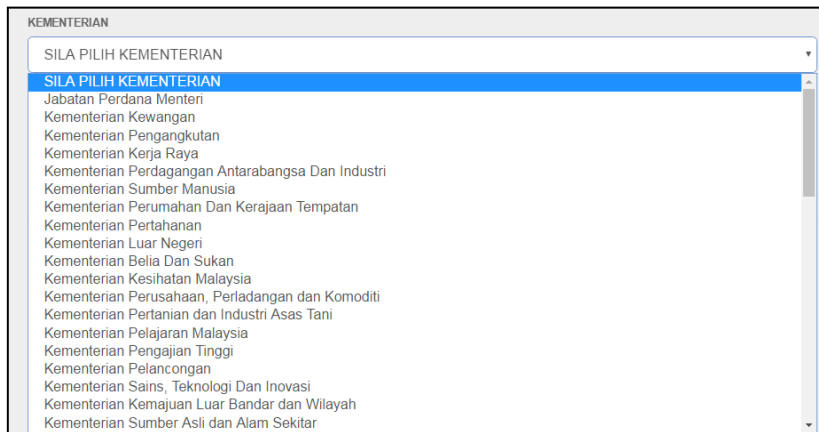 KEMENTERIAN
SILA PILIH KEMENTERIAN
SILA PILIH KEMENTERIAN
Jabatan Perdana Menteri
Kementerian Kewangan
Kementerian Pengangkutan
Kementerian Kerja Raya
Kementerian Perdagangan Antarabangsa Dan Industri
Kementerian Sumber Manusia
Kementerian Perumahan Dan Kerajaan Tempatan
Kementerian Pertahanan
Kementerian Luar Negeri
Kementerian Belia Dan Sukan
Kementerian Kesihatan Malaysia
Kementerian Perusahaan, Perladangan dan Komoditi
Kementerian Pertanian dan Industri Asas Tani
Kementerian Pelajaran Malaysia
Kementerian Pengajian Tinggi
Kementerian Pelancongan
Kementerian Sains, Teknologi Dan Inovasi
Kementerian Kemajuan Luar Bandar dan Wilayah
Kementerian Sumber Asli dan Alam Sekitar